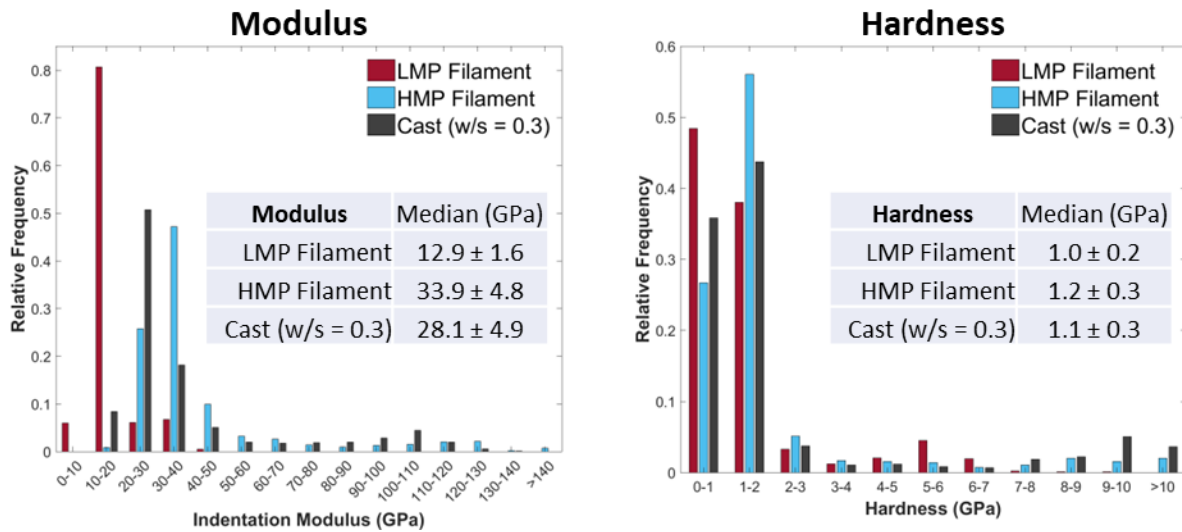 Modulus
Relative Frequency
0.8
0.7
0.6
0.5
0.4
0.3
0.2
0.1
0
LMP Filament
HMP Filament
Cast (w/s = 0.3)
Modulus Median (GPa)
LMP Filament 12.9 ± 1.6
HMP Filament 33.9 ± 4.8
Cast (w/s = 0.3) 28.1 ± 4.9
0-10 10-20 20-30 30-40 40-50 50-60 60-70 70-80 80-90 90-100 100-110 110-120 120-130 130-140 >140
Indentation Modulus (GPa)
Hardness
Relative Frequency
0.6
0.5
0.4
0.3
0.2
0.1
0
LMP Filament
HMP Filament
Cast (w/s = 0.3)
Hardness Median (GPa)
LMP Filament 1.0 ± 0.2
HMP Filament 1.2 ± 0.3
Cast (w/s = 0.3) 1.1 ± 0.3
0-1 1-2 2-3 3-4 4-5 5-6 6-7 7-8 8-9 9-10 >10
Hardness (GPa)